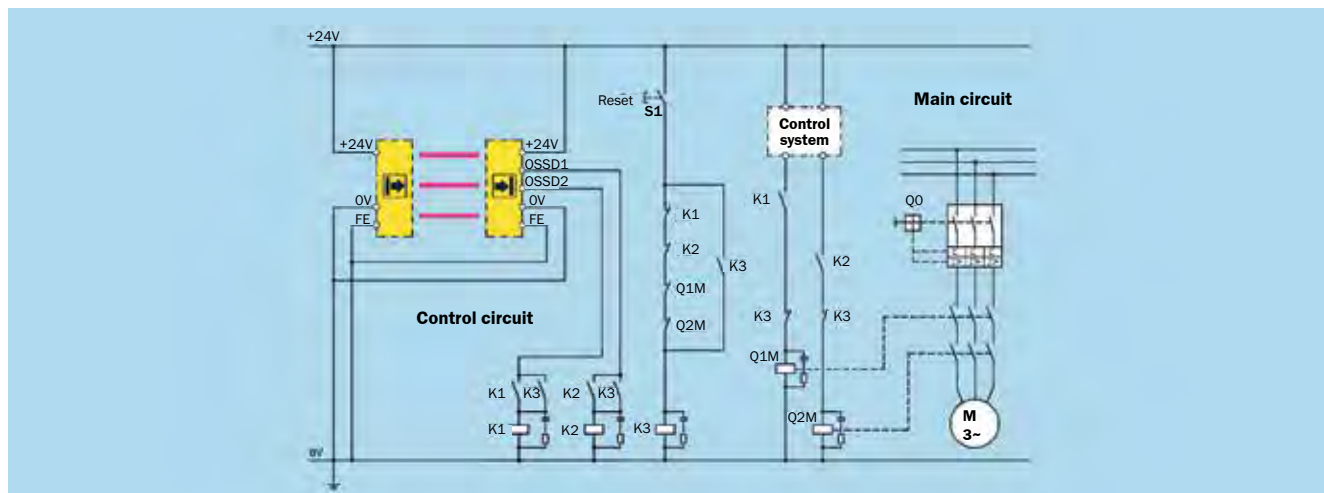 +24V
Reset
S1
Control system
Main circuit
+24V
+24V
OSSD1
OSSD2
0V
FE
0V
FE
K1
K2
Q1M
Q2M
K3
K1
K2
Q0
Control circuit
K3
K3
Q1M
K1
K3
K2
K3
K1
K2
K3
Q2M
M
3~
0V